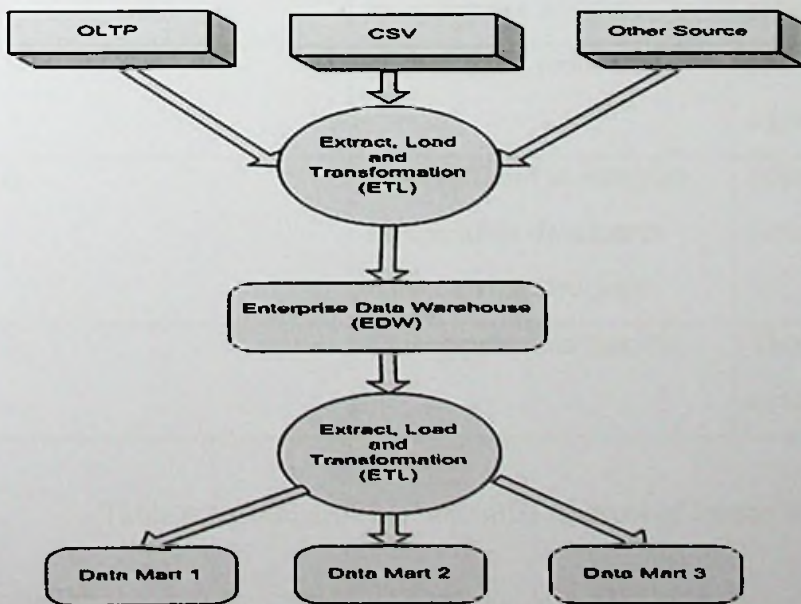 OLTP
CSV
Other Source
Extract, Load
and
Transformation
(ETL)
Enterprise Data Warehouse
(EDW)
Extract, Load
and
Transformation
(ETL)
Data Mart 1
Data Mart 2
Data Mart 3